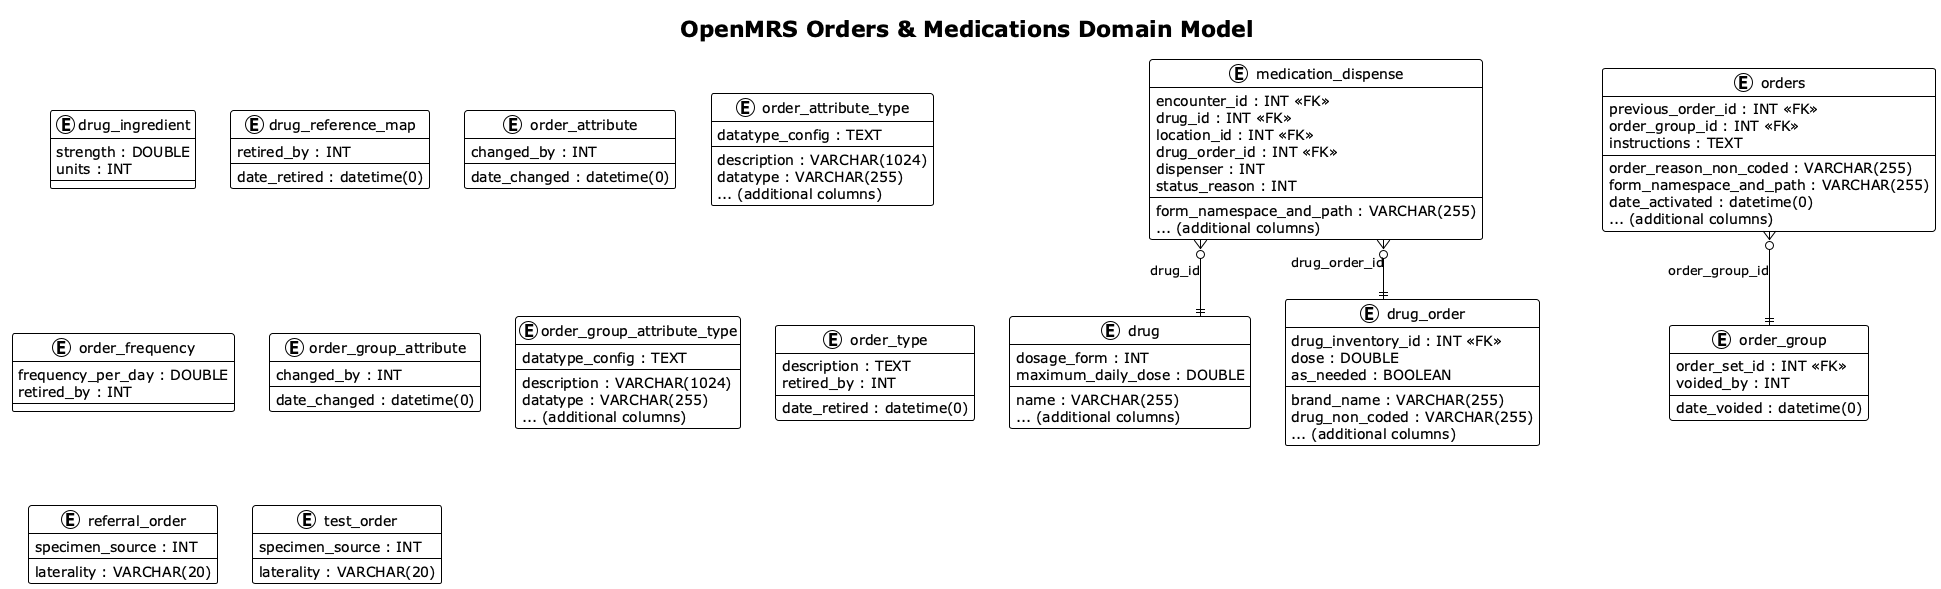 OpenMRS Orders & Medications Domain Model
E drug_ingredient
strength : DOUBLE
units : INT
E drug_reference_map
retired_by : INT
date_retired : datetime(0)
E order_attribute
changed_by : INT
date_changed : datetime(0)
E order_attribute_type
datatype_config : TEXT
description : VARCHAR(1024)
datatype : VARCHAR(255)
... (additional columns)
E medication_dispense
encounter_id : INT «FK»
drug_id : INT «FK»
location_id : INT «FK»
drug_order_id : INT «FK»
dispenser : INT
status_reason : INT
form_namespace_and_path : VARCHAR(255)
... (additional columns)
E orders
previous_order_id : INT «FK»
order_group_id : INT «FK»
instructions : TEXT
order_reason_non_coded : VARCHAR(255)
form_namespace_and_path : VARCHAR(255)
date_activated : datetime(0)
... (additional columns)
drug_id
drug_order_id
order_group_id
E order_frequency
frequency_per_day : DOUBLE
retired_by : INT
E order_group_attribute
changed_by : INT
date_changed : datetime(0)
E order_group_attribute_type
datatype_config : TEXT
description : VARCHAR(1024)
datatype : VARCHAR(255)
... (additional columns)
E order_type
description : TEXT
retired_by : INT
date_retired : datetime(0)
E drug
dosage_form : INT
maximum_daily_dose : DOUBLE
name : VARCHAR(255)
... (additional columns)
E drug_order
drug_inventory_id : INT «FK»
dose : DOUBLE
as_needed : BOOLEAN
brand_name : VARCHAR(255)
drug_non_coded : VARCHAR(255)
... (additional columns)
E order_group
order_set_id : INT «FK»
voided_by : INT
date_voided : datetime(0)
E referral_order
specimen_source : INT
laterality : VARCHAR(20)
E test_order
specimen_source : INT
laterality : VARCHAR(20)